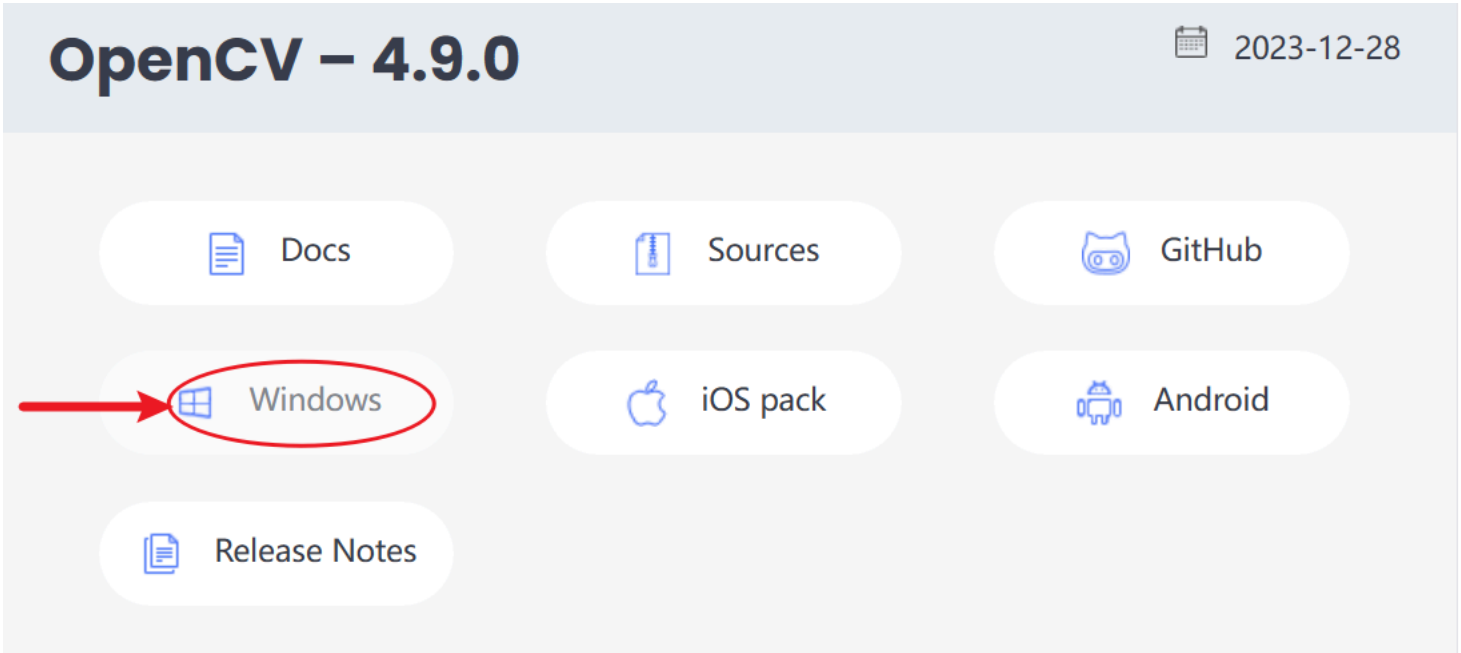 OpenCV – 4.9.0
2023-12-28
Docs
Sources
GitHub
Windows
iOS pack
Android
Release Notes